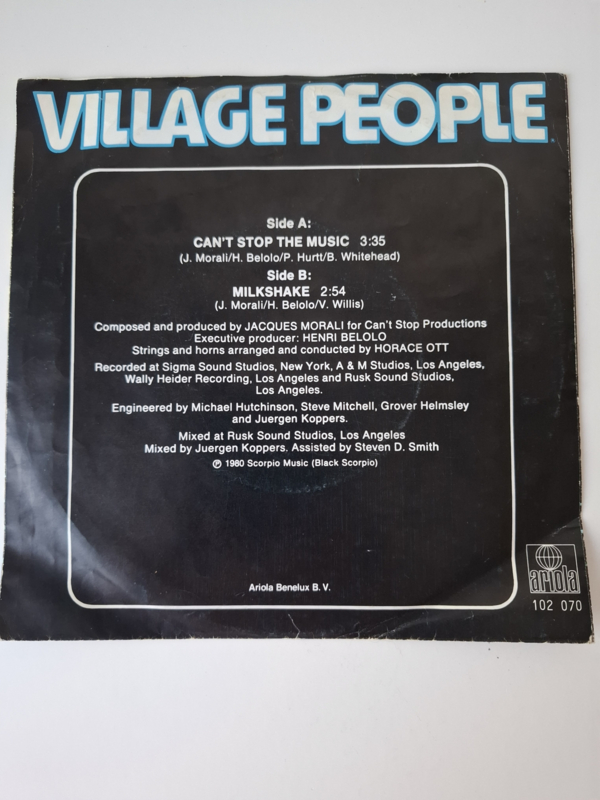 VILLAGE PEOPLE
Side A:
CAN'T STOP THE MUSIC 3:35
(J. Morali/H. Belolo/P. Hurtt/B. Whitehead)
Side B:
MILKSHAKE 2:54
(J. Morali/H. Belolo/V. Willis)
Composed and produced by JACQUES MORALI for Can't Stop Productions
Executive producer: HENRI BELOLO
Strings and horns arranged and conducted by HORACE OTT
Recorded at Sigma Sound Studios, New York, A & M Studios, Los Angeles,
Wally Heider Recording, Los Angeles and Rusk Sound Studios,
Los Angeles.
Engineered by Michael Hutchinson, Steve Mitchell, Grover Helmsley
and Juergen Koppers.
Mixed at Rusk Sound Studios, Los Angeles
Mixed by Juergen Koppers. Assisted by Steven D. Smith
℗ 1980 Scorpio Music (Black Scorpio)
Ariola Benelux B.V.
ariola
102 070